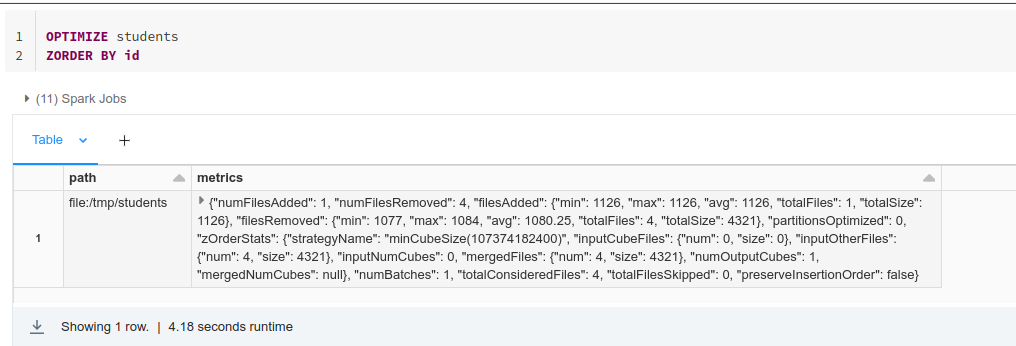 1 OPTIMIZE students
2 ZORDER BY id
(11) Spark Jobs
Table +
path metrics
file:/tmp/students {"numFilesAdded": 1, "numFilesRemoved": 4, "filesAdded": {"min": 1126, "max": 1126, "avg": 1126, "totalFiles": 1, "totalSize":
1126}, "filesRemoved": {"min": 1077, "max": 1084, "avg": 1080.25, "totalFiles": 4, "totalSize": 4321}, "partitionsOptimized": 0,
1 "zOrderStats": {"strategyName": "minCubeSize(107374182400)", "inputCubeFiles": {"num": 0, "size": 0}, "inputOtherFiles":
{"num": 4, "size": 4321}, "inputNumCubes": 0, "mergedFiles": {"num": 4, "size": 4321}, "numOutputCubes": 1,
"mergedNumCubes": null}, "numBatches": 1, "totalConsideredFiles": 4, "totalFilesSkipped": 0, "preserveInsertionOrder": false}
Showing 1 row. | 4.18 seconds runtime